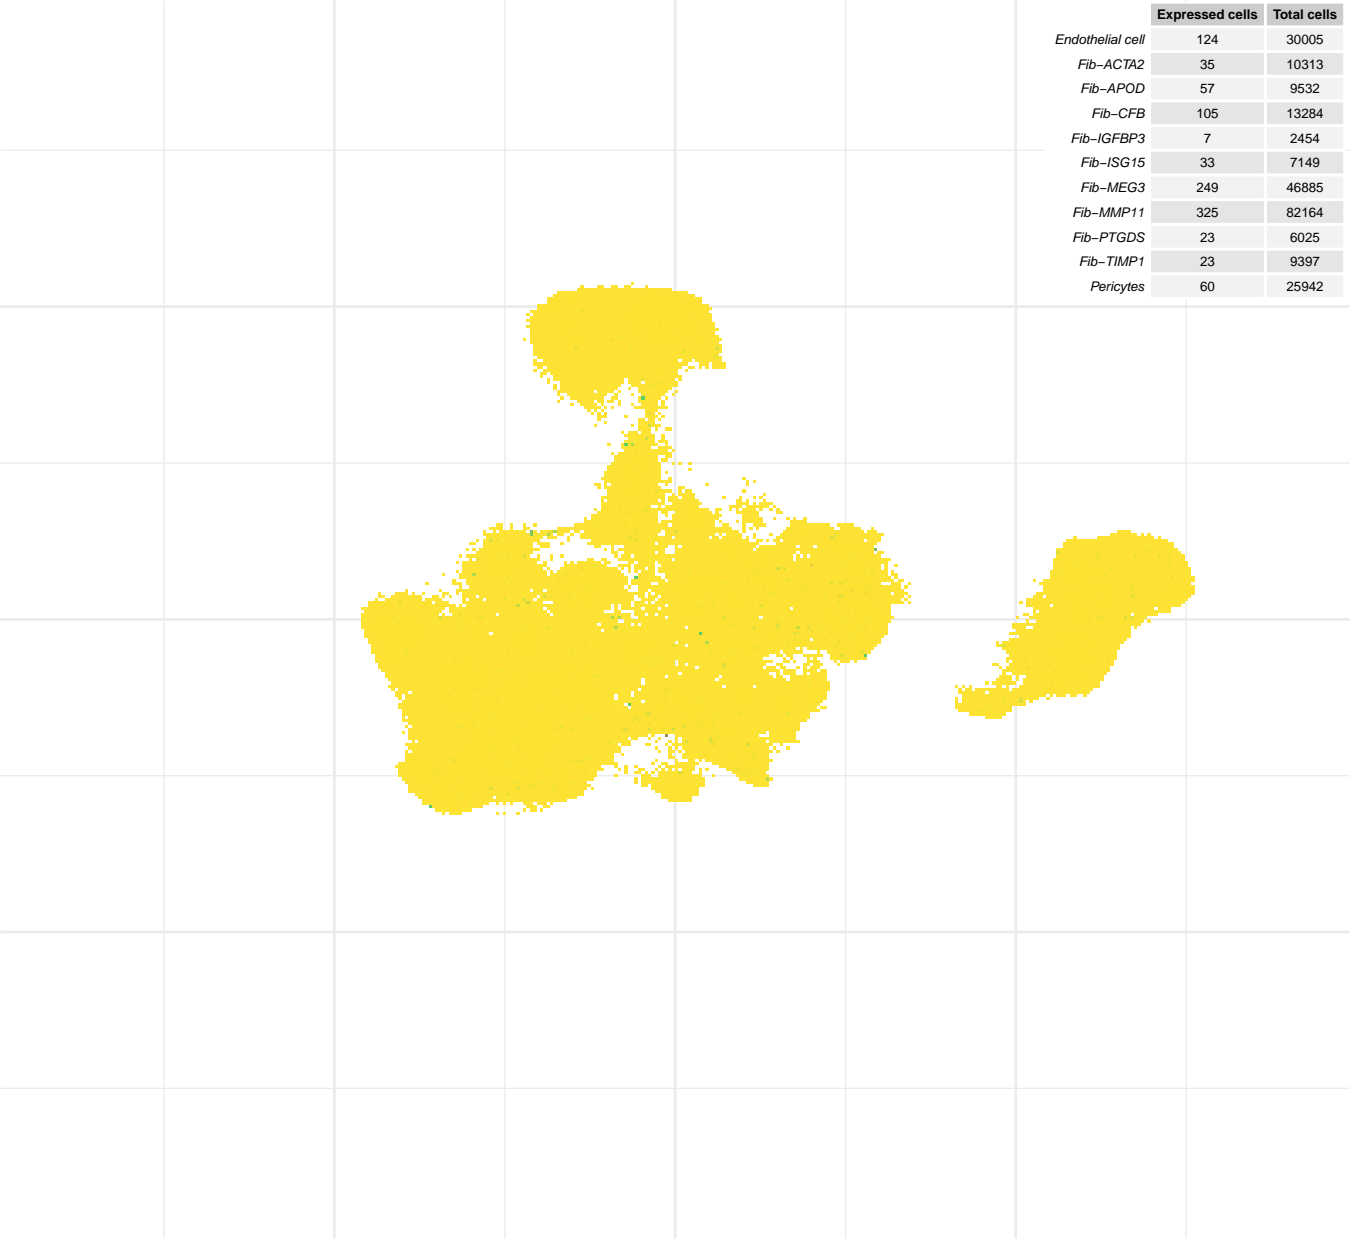 Expressed cells Total cells
Endothelial cell 124 30005
Fib−ACTA2 35 10313
Fib−APOD 57 9532
Fib−CFB 105 13284
Fib−IGFBP3 7 2454
Fib−ISG15 33 7149
Fib−MEG3 249 46885
Fib−MMP11 325 82164
Fib−PTGDS 23 6025
Fib−TIMP1 23 9397
Pericytes 60 25942